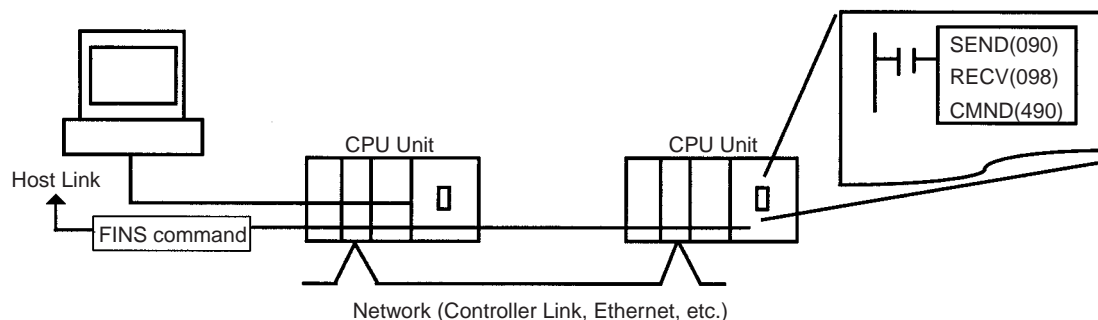 SEND(090)
RECV(098)
CMND(490)
CPU Unit
CPU Unit
Host Link
FINS command
Network (Controller Link, Ethernet, etc.)